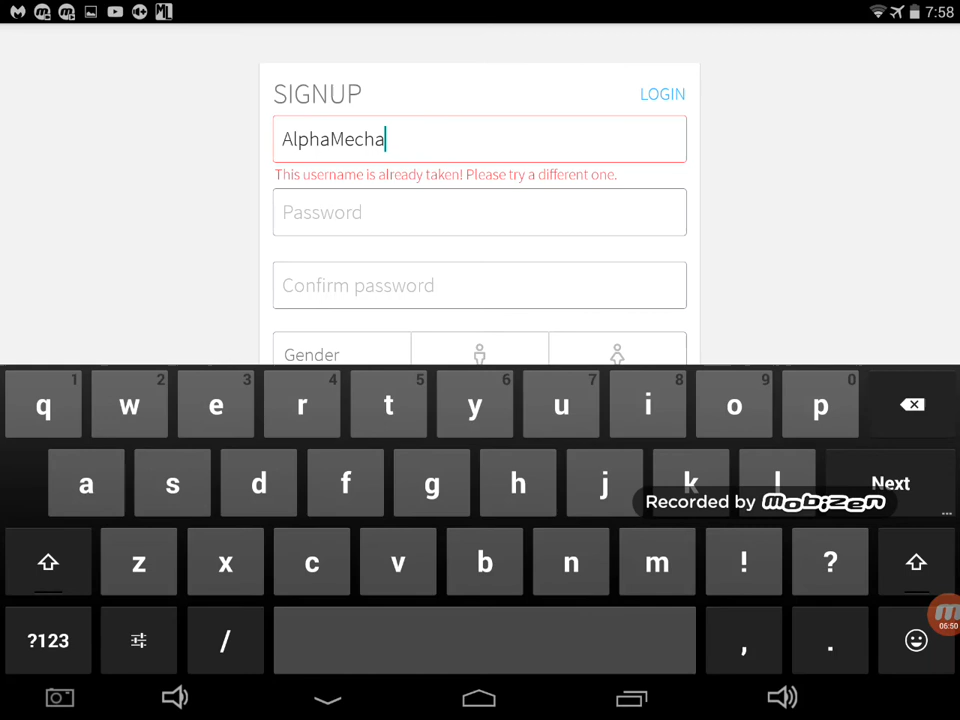 ML
7:58
SIGNUP
LOGIN
AlphaMecha
This username is already taken! Please try a different one.
Password
Confirm password
Gender
q 1 w 2 e 3 r 4 t 5 y 6 u 7 i 8 o 9 p 0
a s d f g h j k l Next
Recorded by mobizen
z x c v b n m ! ?
?123 / , .
06:50